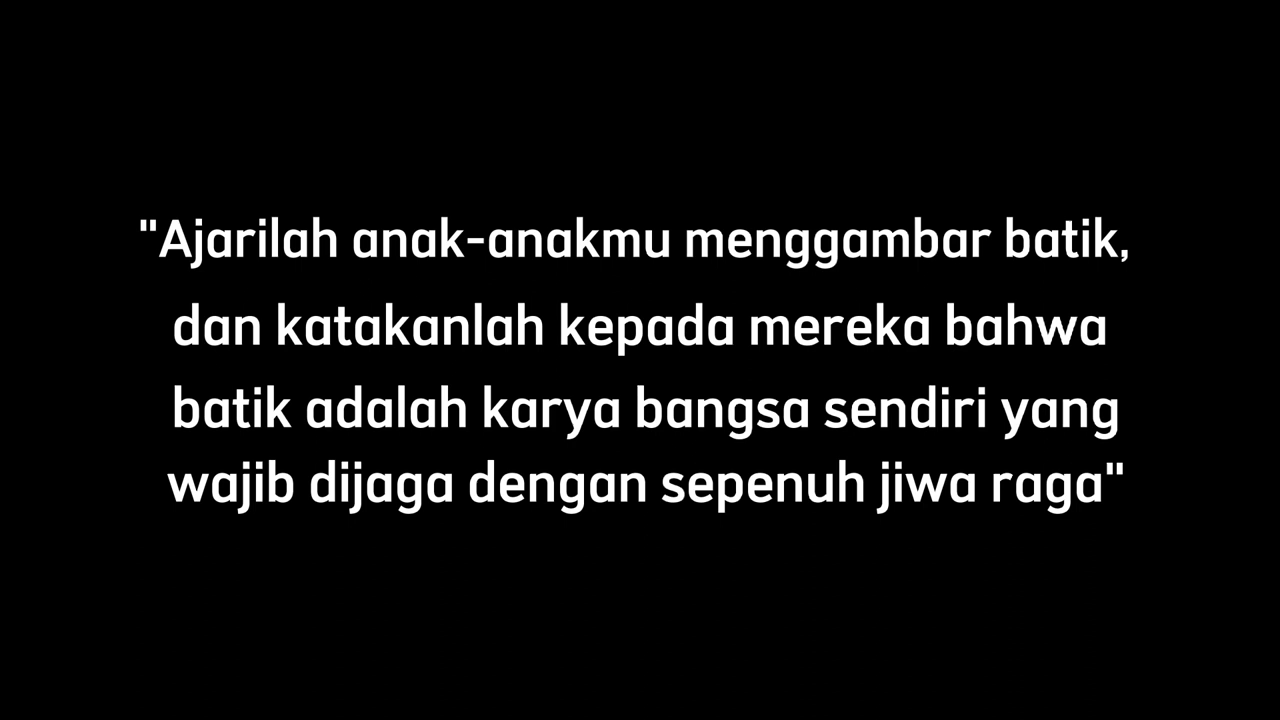 "Ajarilah anak-anakmu menggambar batik,
dan katakanlah kepada mereka bahwa
batik adalah karya bangsa sendiri yang
wajib dijaga dengan sepenuh jiwa raga"